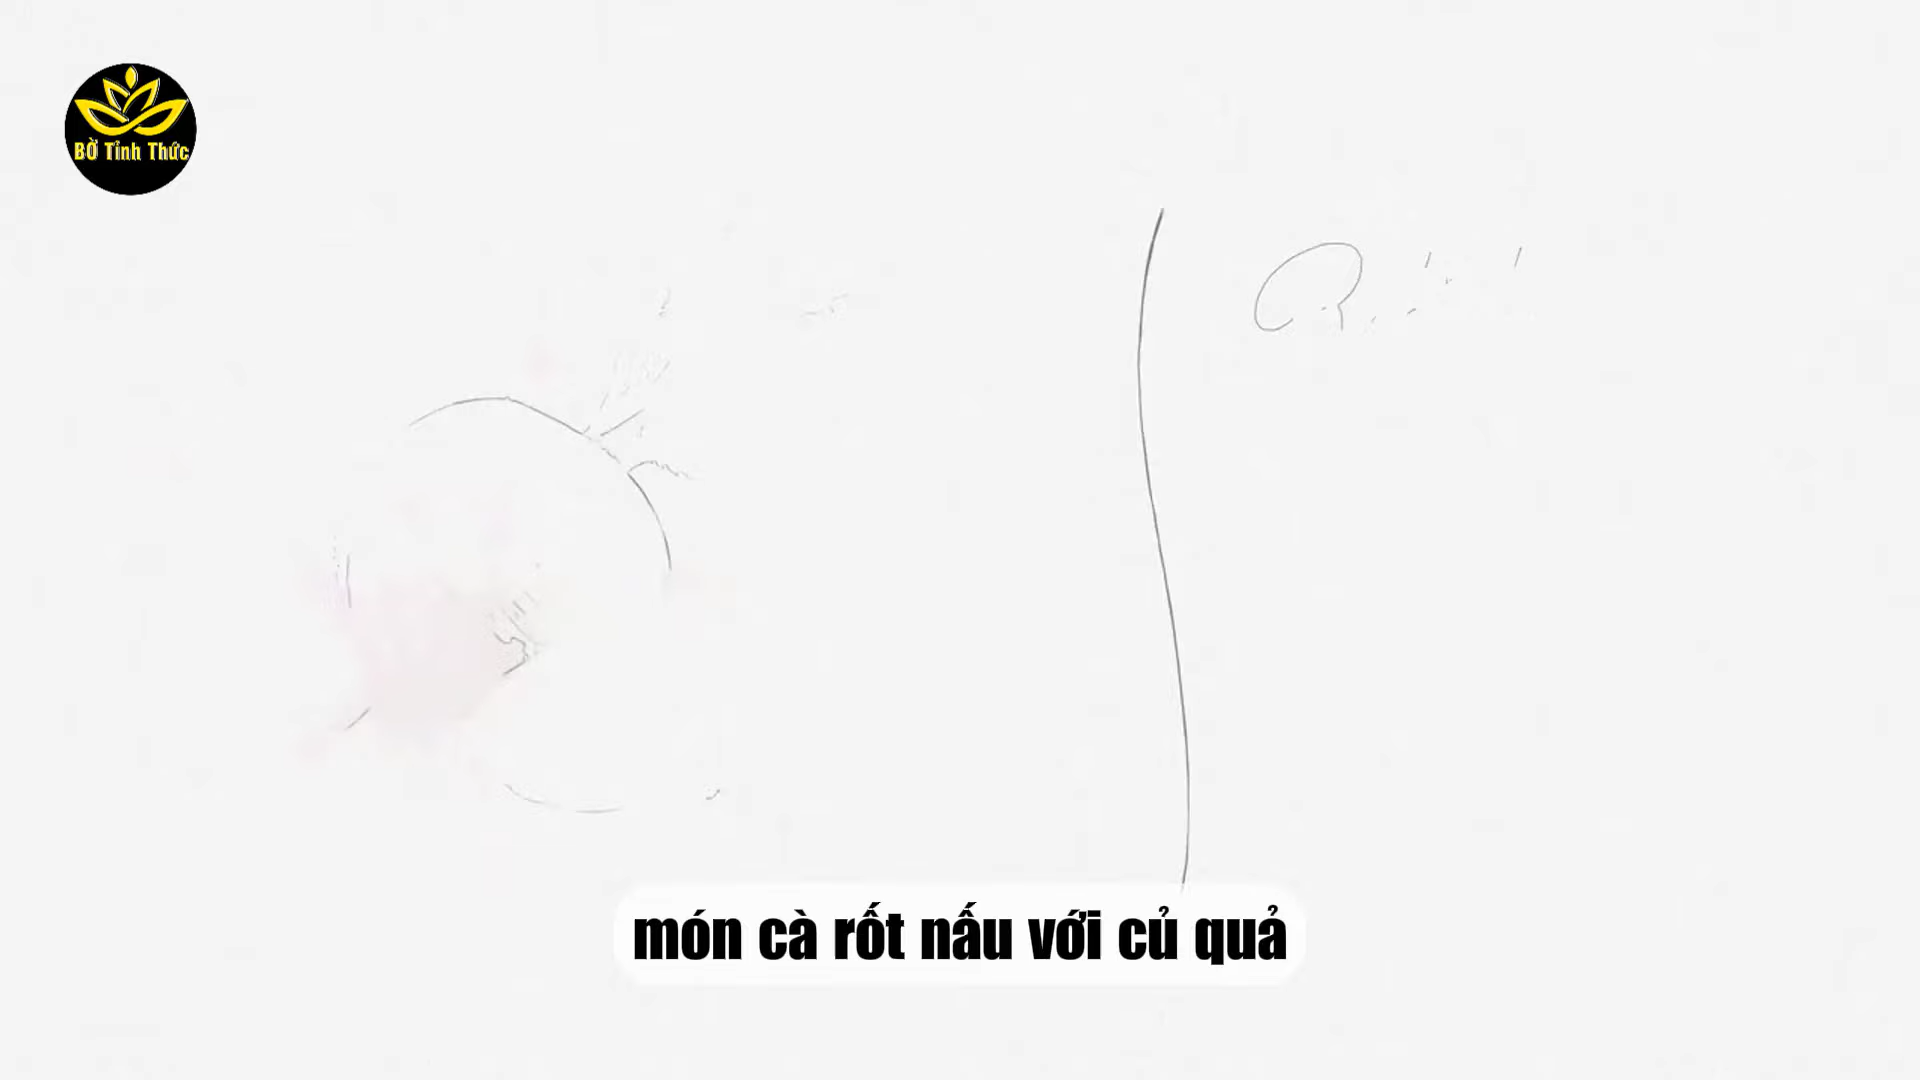 BỜ Tỉnh Thức
món cà rốt nấu với củ quả